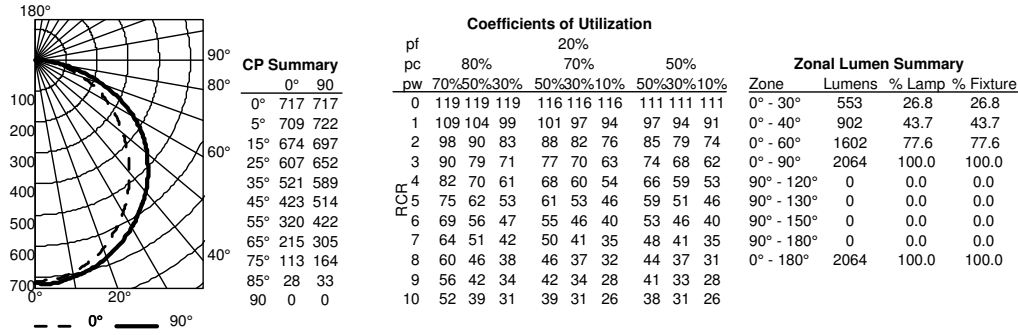 180°
90°
80°
60°
40°
100
200
300
400
500
600
700
0°
20°
0° 90°
CP Summary
0° 90
0° 717 717
5° 709 722
15° 674 697
25° 607 652
35° 521 589
45° 423 514
55° 320 422
65° 215 305
75° 113 164
85° 28 33
90 0 0
Coefficients of Utilization
pf 20%
pc 80% 70% 50%
pw 70%50%30% 50%30%10% 50%30%10%
RCR
0 119 119 119 116 116 116 111 111 111
1 109 104 99 101 97 94 97 94 91
2 98 90 83 88 82 76 85 79 74
3 90 79 71 77 70 63 74 68 62
4 82 70 61 68 60 54 66 59 53
5 75 62 53 61 53 46 59 51 46
6 69 56 47 55 46 40 53 46 40
7 64 51 42 50 41 35 48 41 35
8 60 46 38 46 37 32 44 37 31
9 56 42 34 42 34 28 41 33 28
10 52 39 31 39 31 26 38 31 26
Zonal Lumen Summary
Zone Lumens % Lamp % Fixture
0° - 30° 553 26.8 26.8
0° - 40° 902 43.7 43.7
0° - 60° 1602 77.6 77.6
0° - 90° 2064 100.0 100.0
90° - 120° 0 0.0 0.0
90° - 130° 0 0.0 0.0
90° - 150° 0 0.0 0.0
90° - 180° 0 0.0 0.0
0° - 180° 2064 100.0 100.0